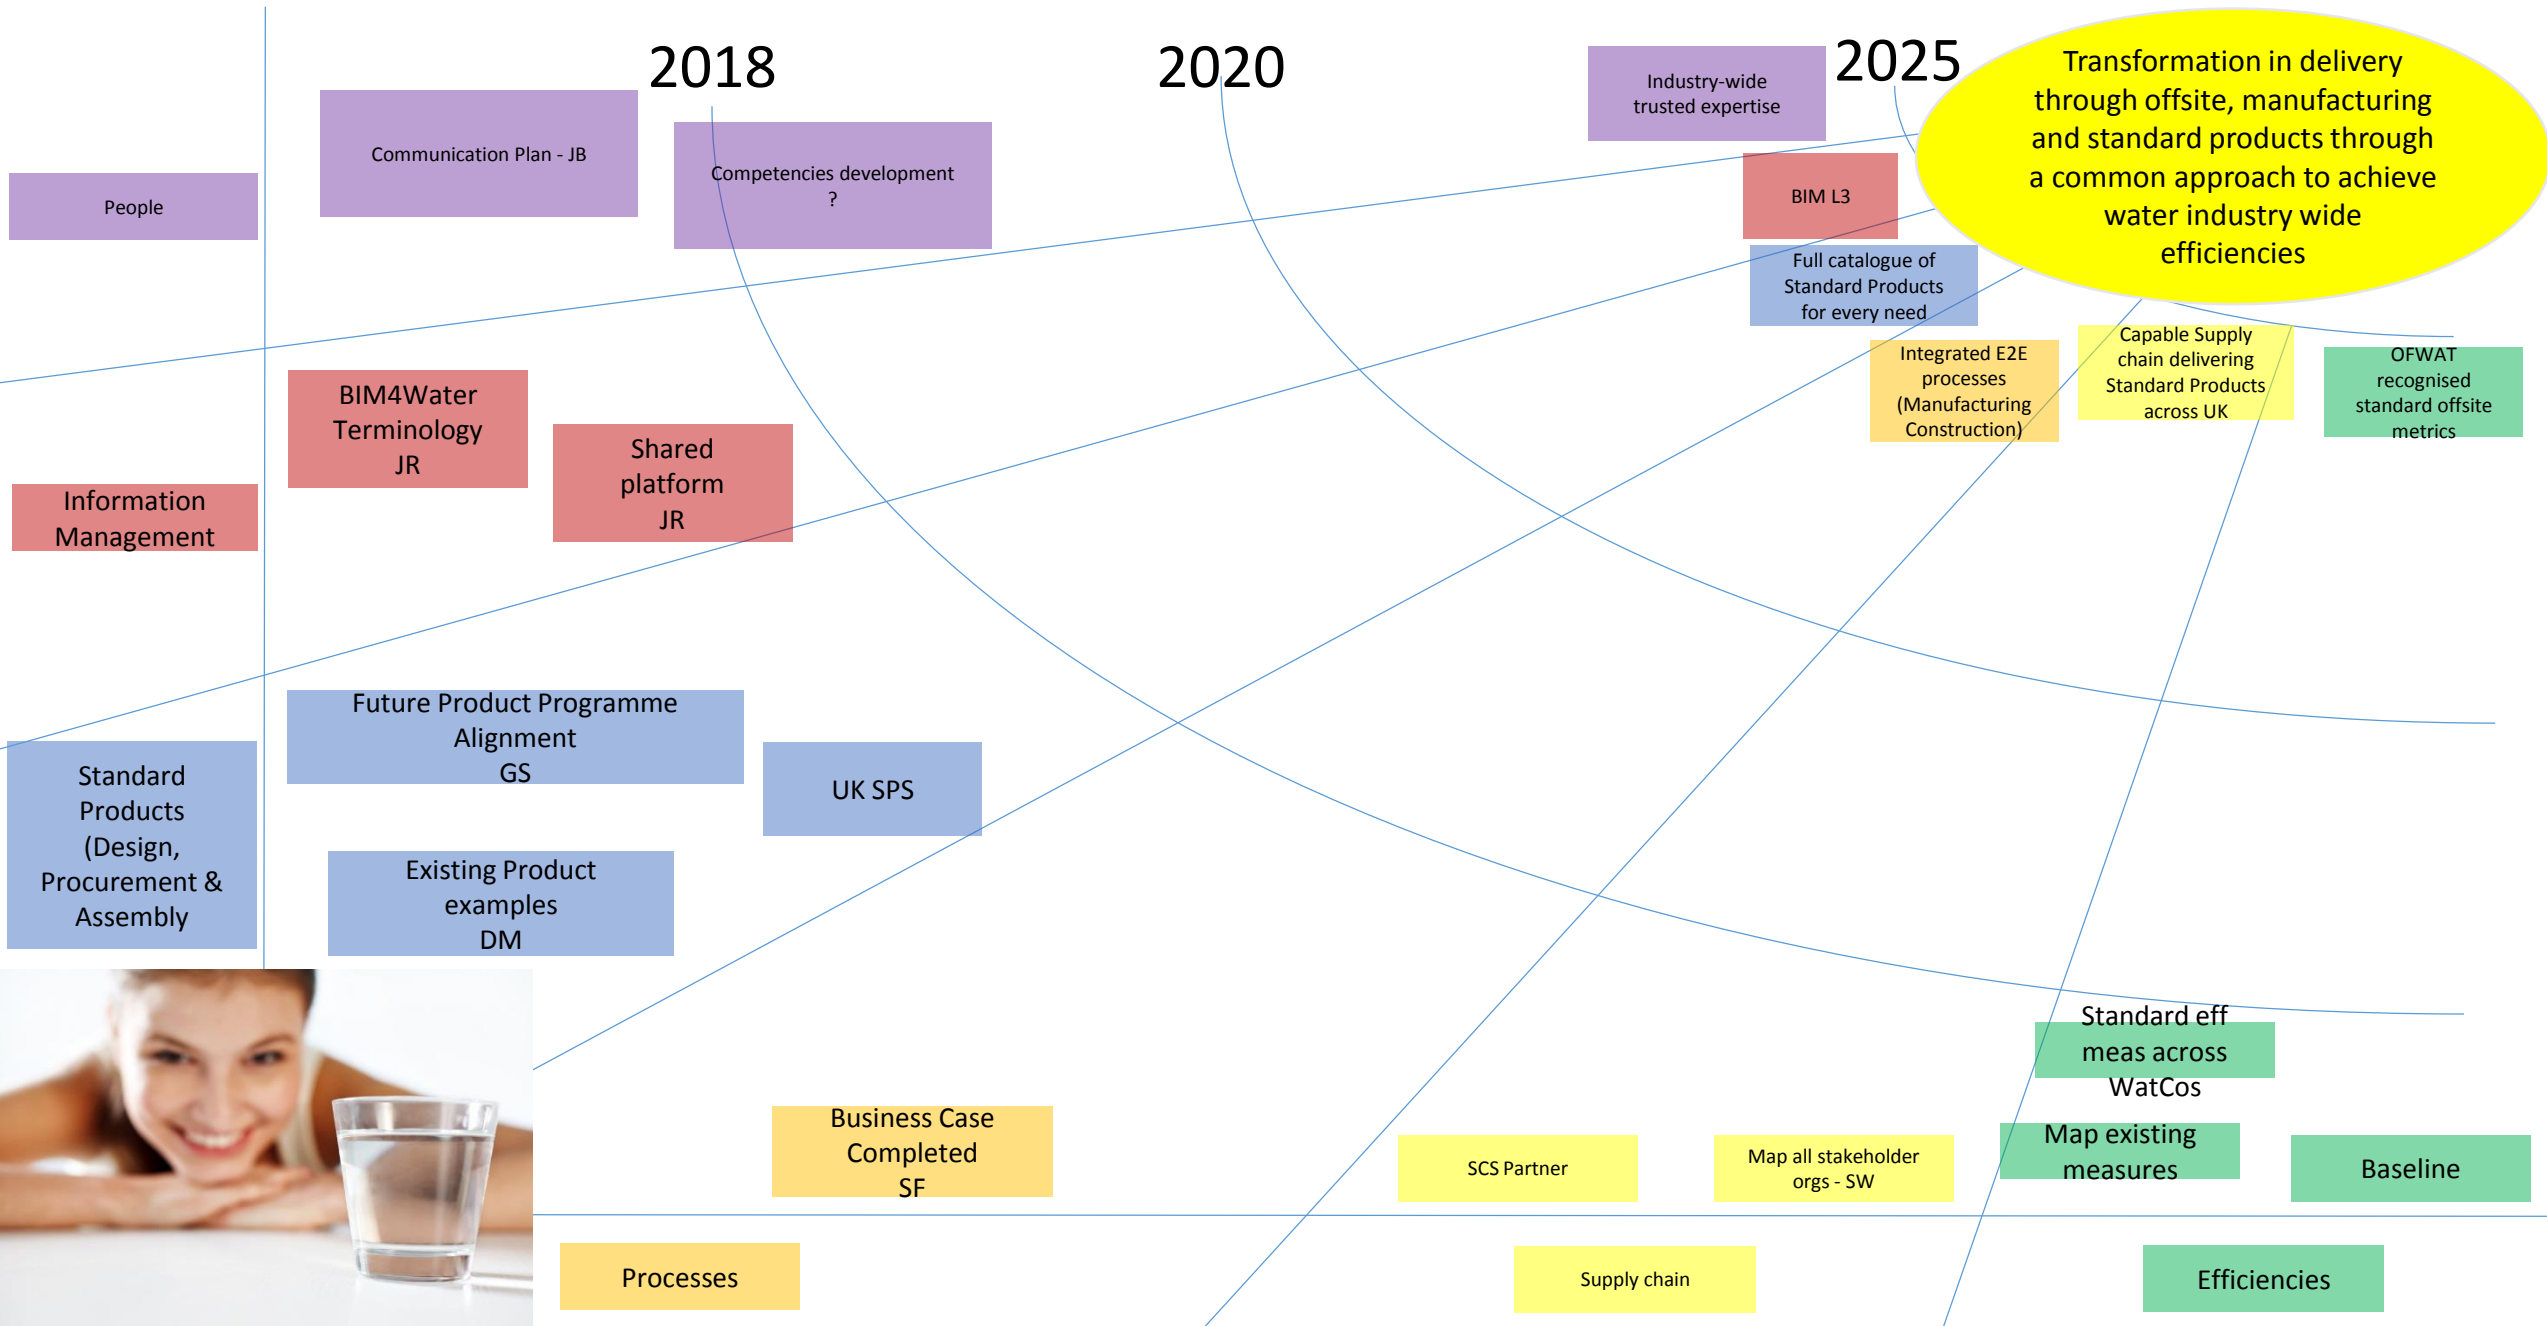 2018
2020
2025
Transformation in delivery
through offsite, manufacturing
and standard products through
a common approach to achieve
water industry wide
efficiencies
Industry-wide
trusted expertise
Communication Plan - JB
Competencies development
?
People
BIM L3
Full catalogue of
Standard Products
for every need
Integrated E2E
processes
(Manufacturing
Construction)
Capable Supply
chain delivering
Standard Products
across UK
OFWAT
recognised
standard offsite
metrics
BIM4Water
Terminology
JR
Shared
platform
JR
Information
Management
Future Product Programme
Alignment
GS
UK SPS
Standard
Products
(Design,
Procurement &
Assembly
Existing Product
examples
DM
Standard eff
meas across
WatCos
Business Case
Completed
SF
SCS Partner
Map all stakeholder
orgs - SW
Map existing
measures
Baseline
Processes
Supply chain
Efficiencies